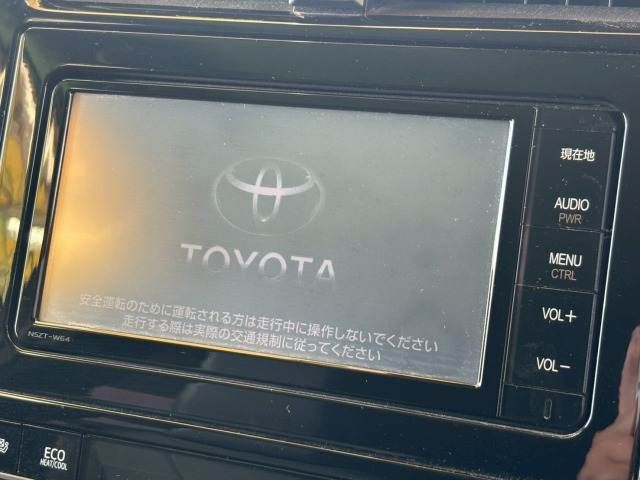 TOYOTA
安全運転のために運転される方は走行中に操作しないでください
走行する際は実際の交通規制に従ってください
NSZT-W64
現在地
AUDIO
PWR
MENU
CTRL
VOL+
VOL-
ECO
HEAT/COOL